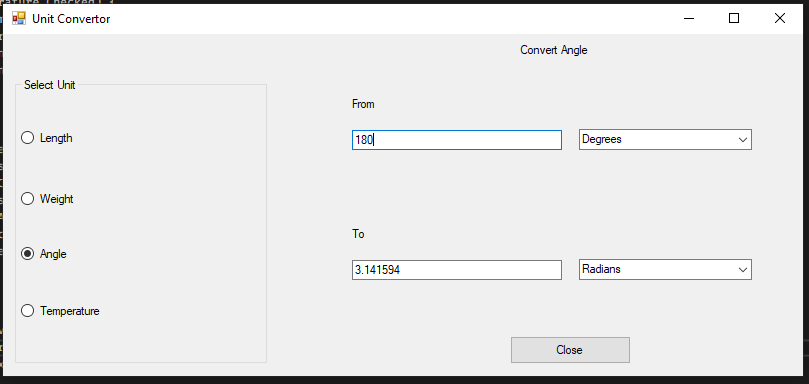 Unit Convertor
Convert Angle
Select Unit
From
Length
180
Degrees
Weight
To
Angle
3.141594
Radians
Temperature
Close